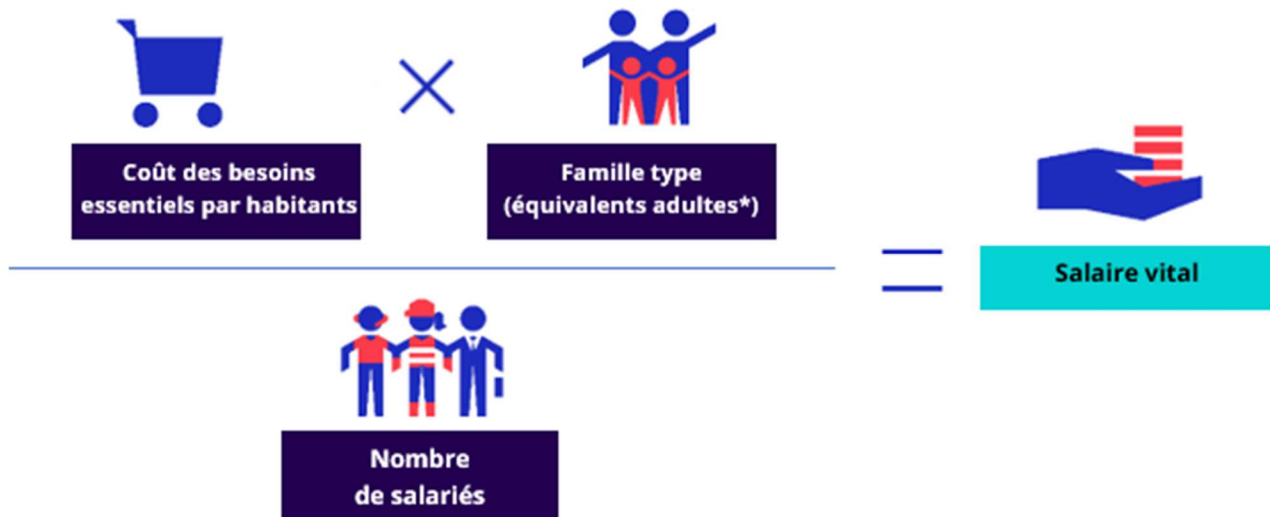 Coût des besoins
essentiels par habitants
Famille type
(équivalents adultes*)
Salaire vital
Nombre
de salariés